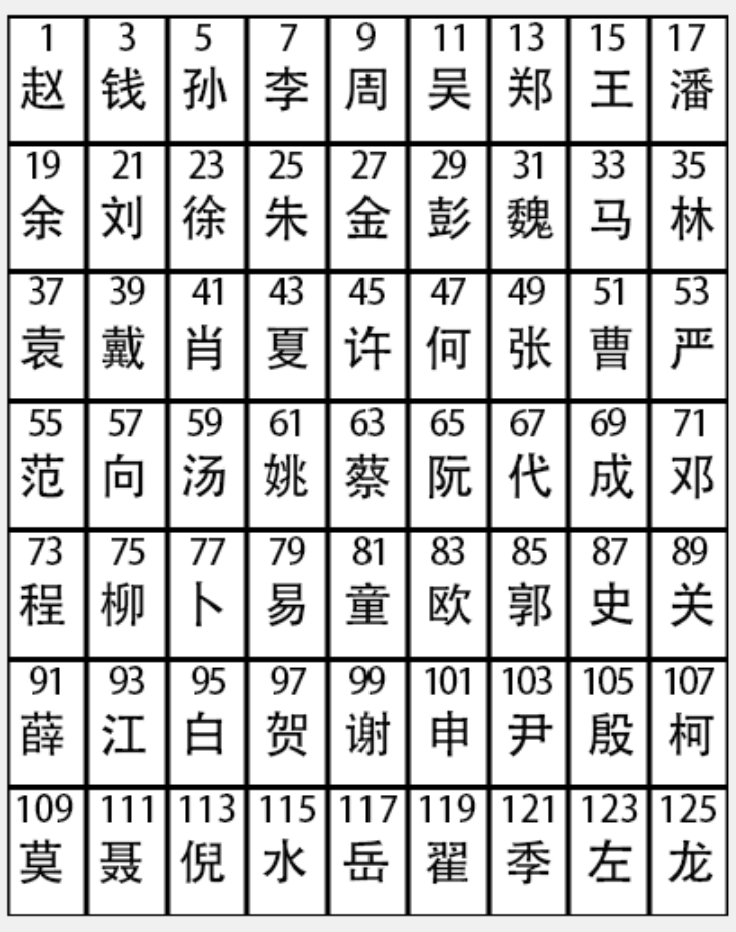 1 3 5 7 9 11 13 15 17
赵 钱 孙 李 周 吴 郑 王 潘
19 21 23 25 27 29 31 33 35
余 刘 徐 朱 金 彭 魏 马 林
37 39 41 43 45 47 49 51 53
袁 戴 肖 夏 许 何 张 曹 严
55 57 59 61 63 65 67 69 71
范 向 汤 姚 蔡 阮 代 成 邓
73 75 77 79 81 83 85 87 89
程 柳 卜 易 童 欧 郭 史 关
91 93 95 97 99 101 103 105 107
薛 江 白 贺 谢 申 尹 殷 柯
109 111 113 115 117 119 121 123 125
莫 聂 倪 水 岳 翟 季 左 龙